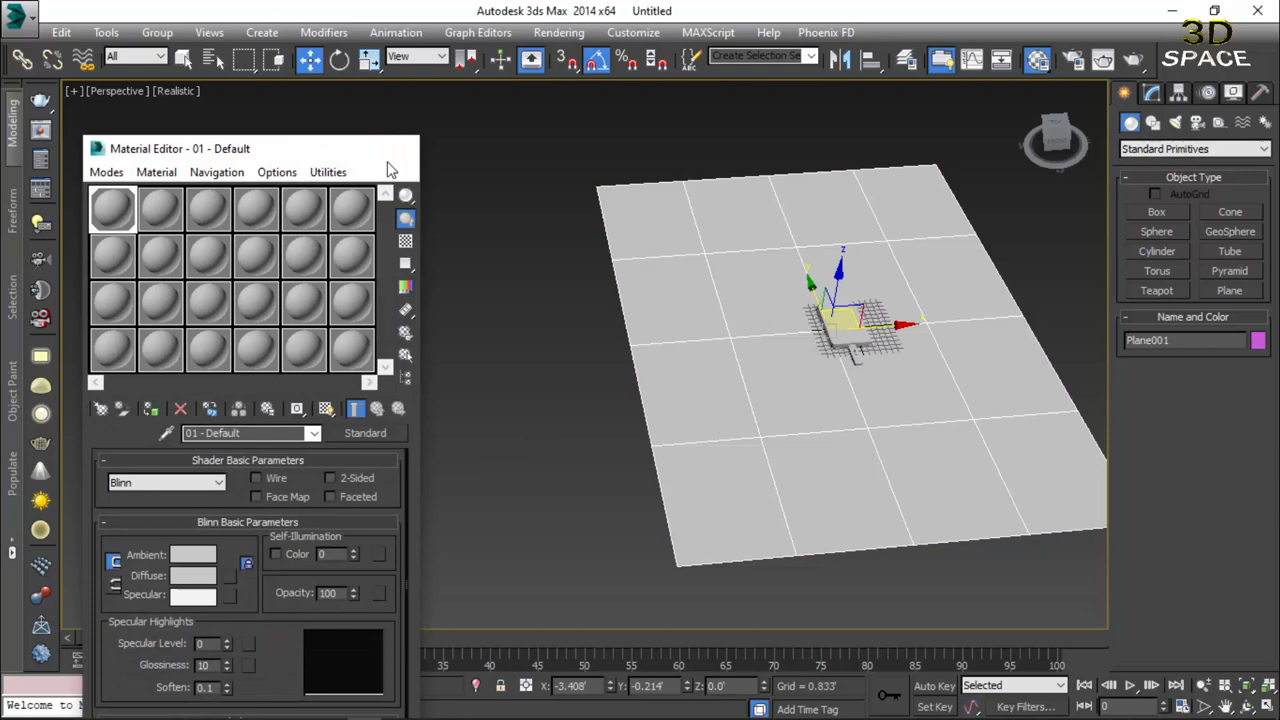 Autodesk 3ds Max 2014 x64 Untitled
Edit Tools Group Views Create Modifiers Animation Graph Editors Rendering Customize MAXScript Help Phoenix FD
3D
SPACE
All
View
3
Create Selection Se
[+] [Perspective] [Realistic]
Modeling
Freeform
Selection
Object Paint
Populate
Material Editor - 01 - Default
Modes Material Navigation Options Utilities
01 - Default
Standard
Shader Basic Parameters
Blinn
Wire
2-Sided
Face Map
Faceted
Blinn Basic Parameters
Self-Illumination
Ambient:
Color 0
Diffuse:
Specular:
Opacity: 100
Specular Highlights
Specular Level: 0
Glossiness: 10
Soften: 0.1
z
Standard Primitives
Object Type
AutoGrid
Box Cone
Sphere GeoSphere
Cylinder Tube
Torus Pyramid
Teapot Plane
Name and Color
Plane001
35 40 45 50 55 60 65 70 75 80 85 90 95 100
X: -3.408' Y: -0.214' Z: 0.0' Grid = 0.833'
Auto Key Selected
Set Key Key Filters... 0
Add Time Tag
Welcome to M